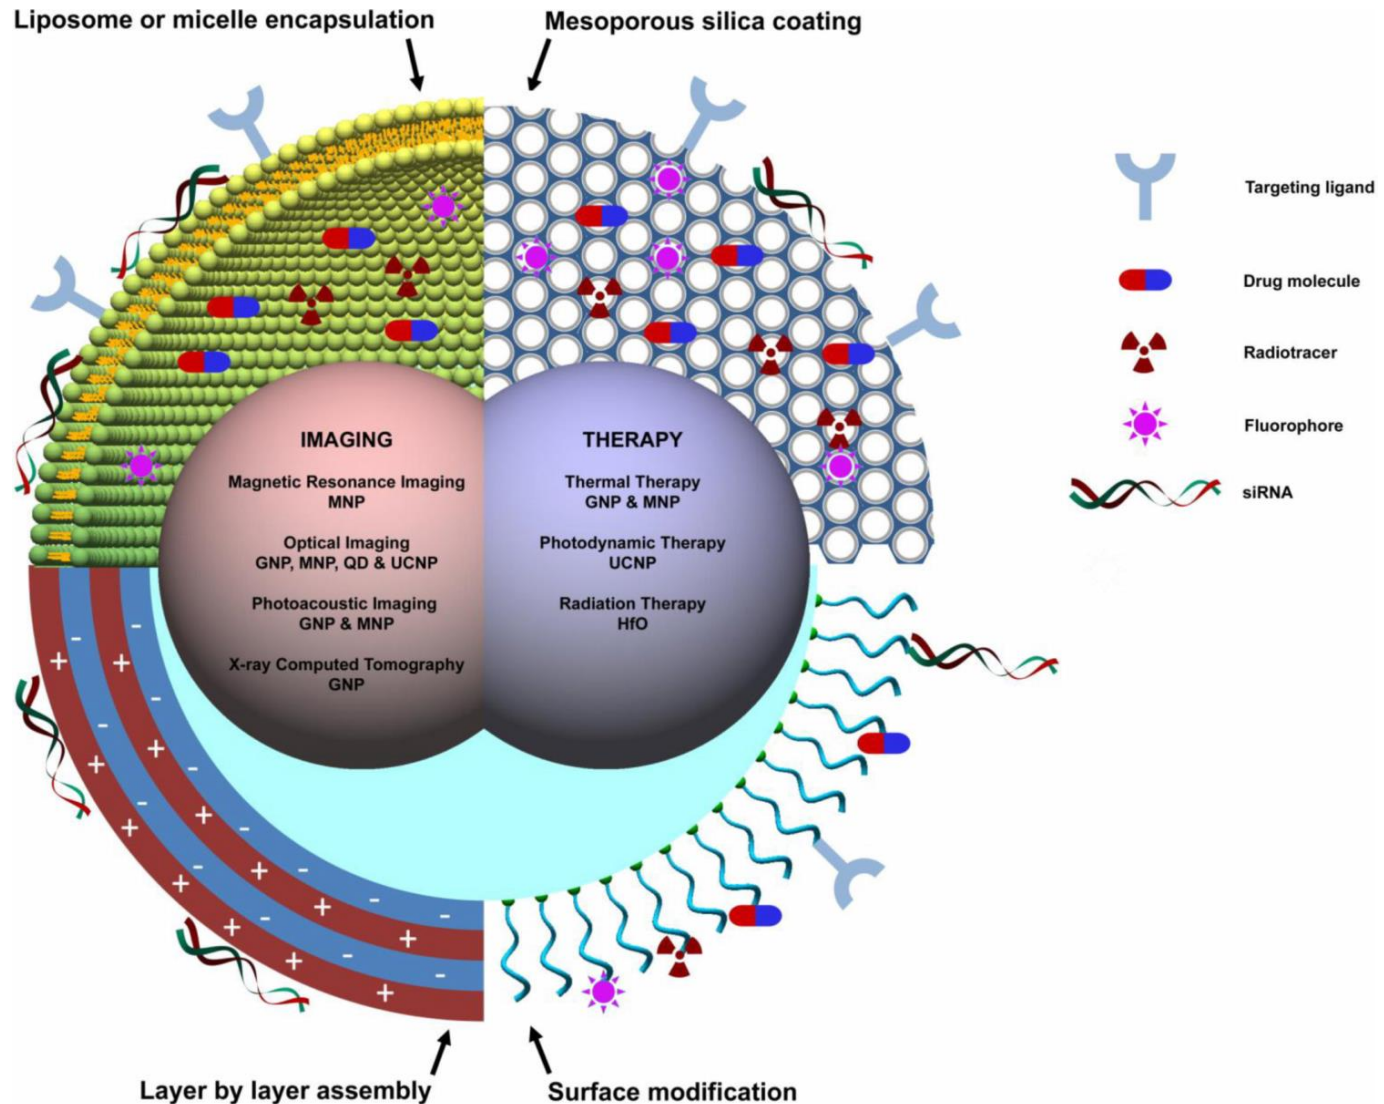 Liposome or micelle encapsulation
Mesoporous silica coating
Targeting ligand
Drug molecule
Radiotracer
Fluorophore
siRNA
IMAGING
Magnetic Resonance Imaging
MNP
Optical Imaging
GNP, MNP, QD & UCNP
Photoacoustic Imaging
GNP & MNP
X-ray Computed Tomography
GNP
THERAPY
Thermal Therapy
GNP & MNP
Photodynamic Therapy
UCNP
Radiation Therapy
HfO
Layer by layer assembly
Surface modification